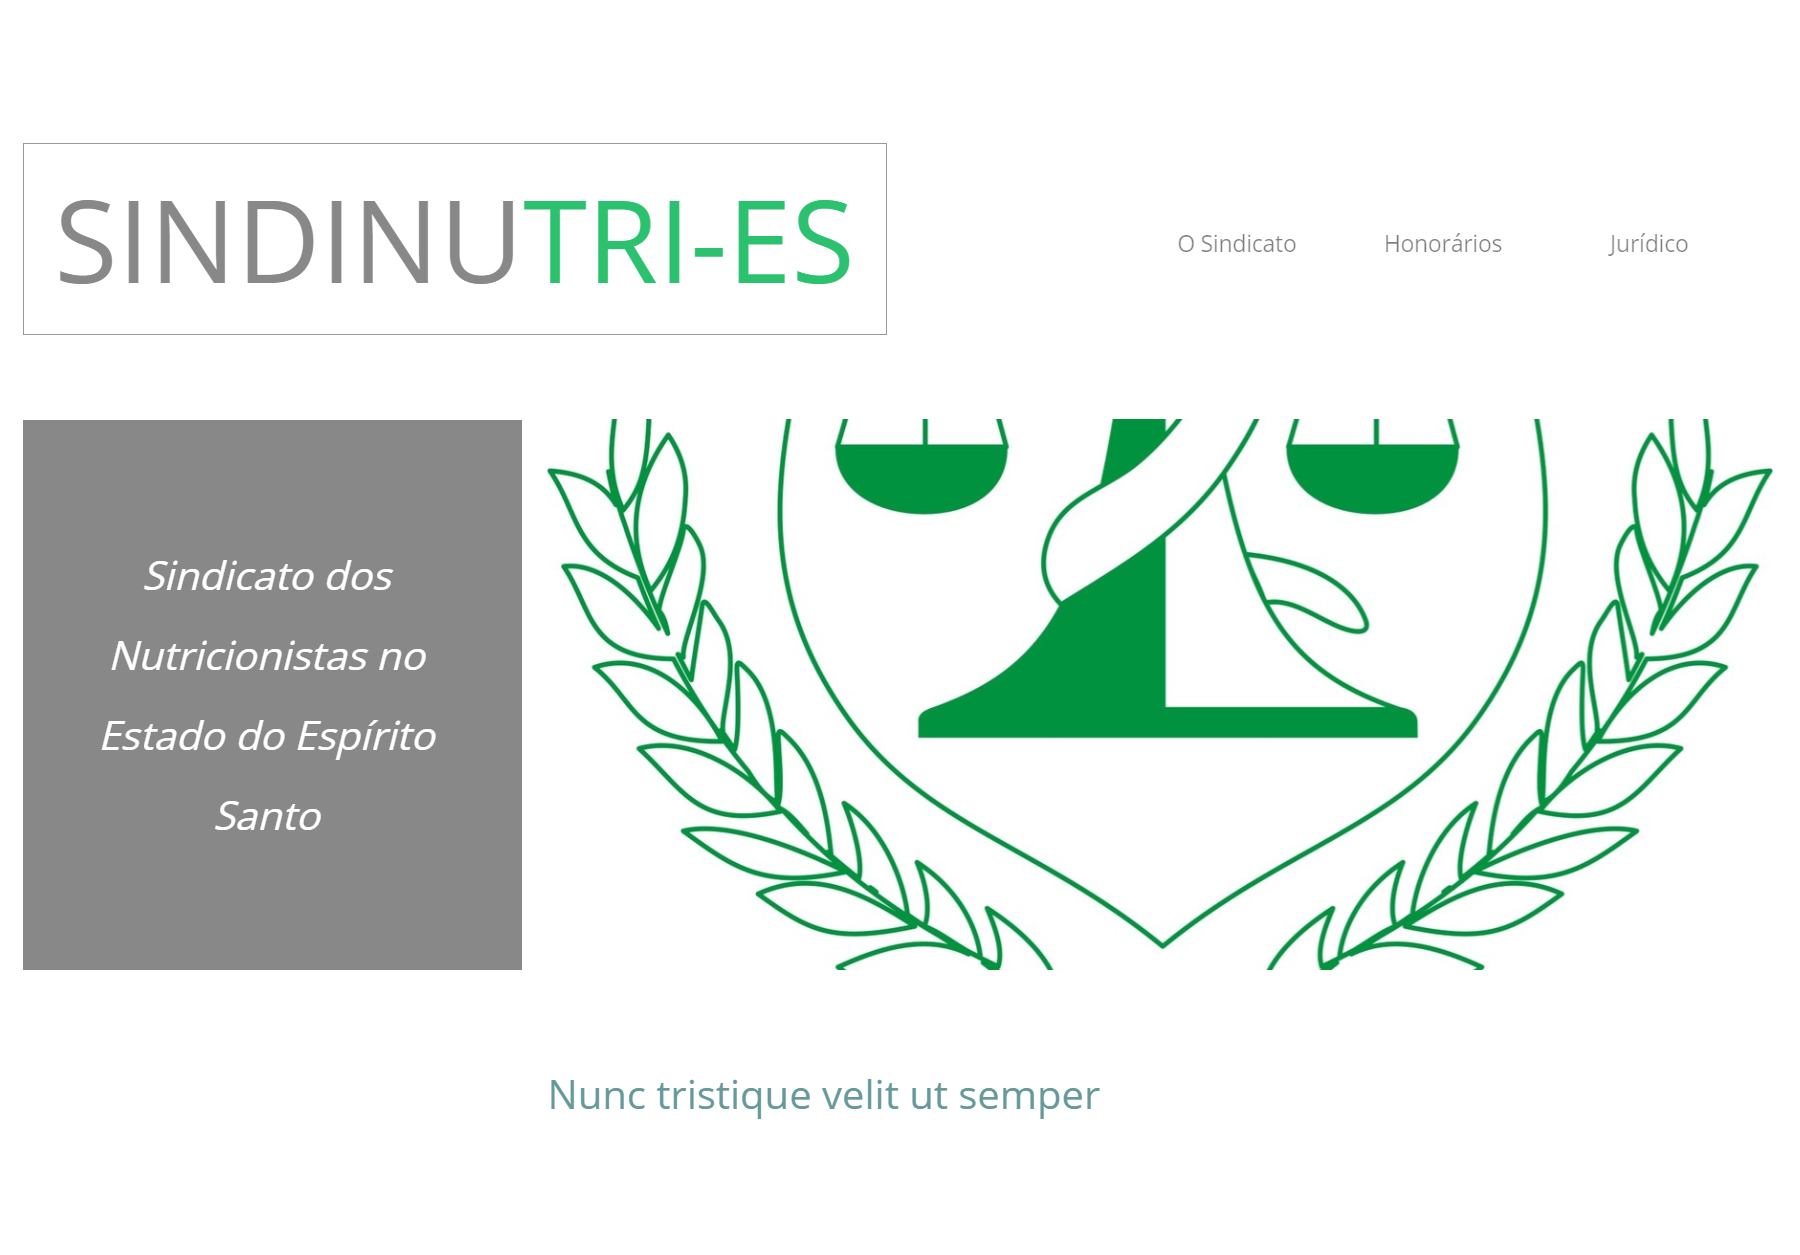 SINDINUTRI-ES
O Sindicato
Honorários
Jurídico
Sindicato dos
Nutricionistas no
Estado do Espírito
Santo
Nunc tristique velit ut semper